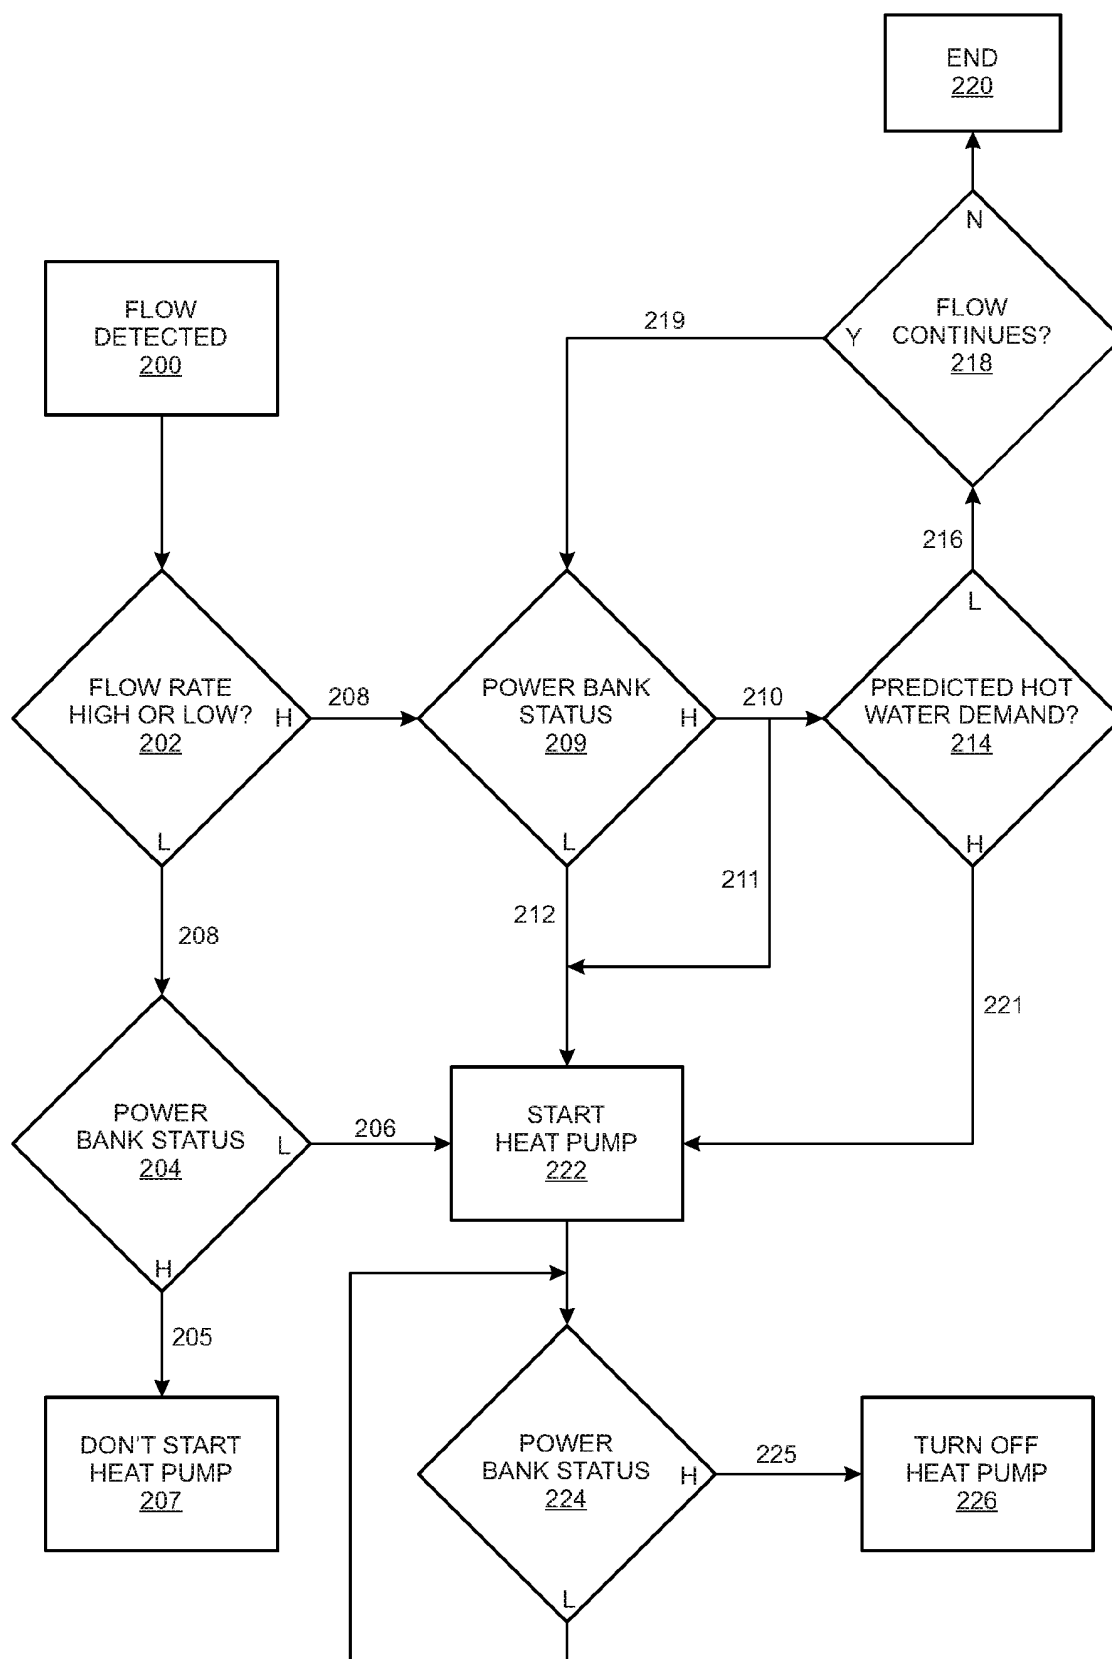 END
220
N
FLOW
DETECTED
200
219
Y
FLOW
CONTINUES?
218
216
L
FLOW RATE
HIGH OR LOW?
202
H
L
208
POWER BANK
STATUS
209
H
L
210
PREDICTED HOT
WATER DEMAND?
214
H
211
212
208
221
POWER
BANK STATUS
204
L
H
206
START
HEAT PUMP
222
205
DON'T START
HEAT PUMP
207
POWER
BANK STATUS
224
H
L
225
TURN OFF
HEAT PUMP
226